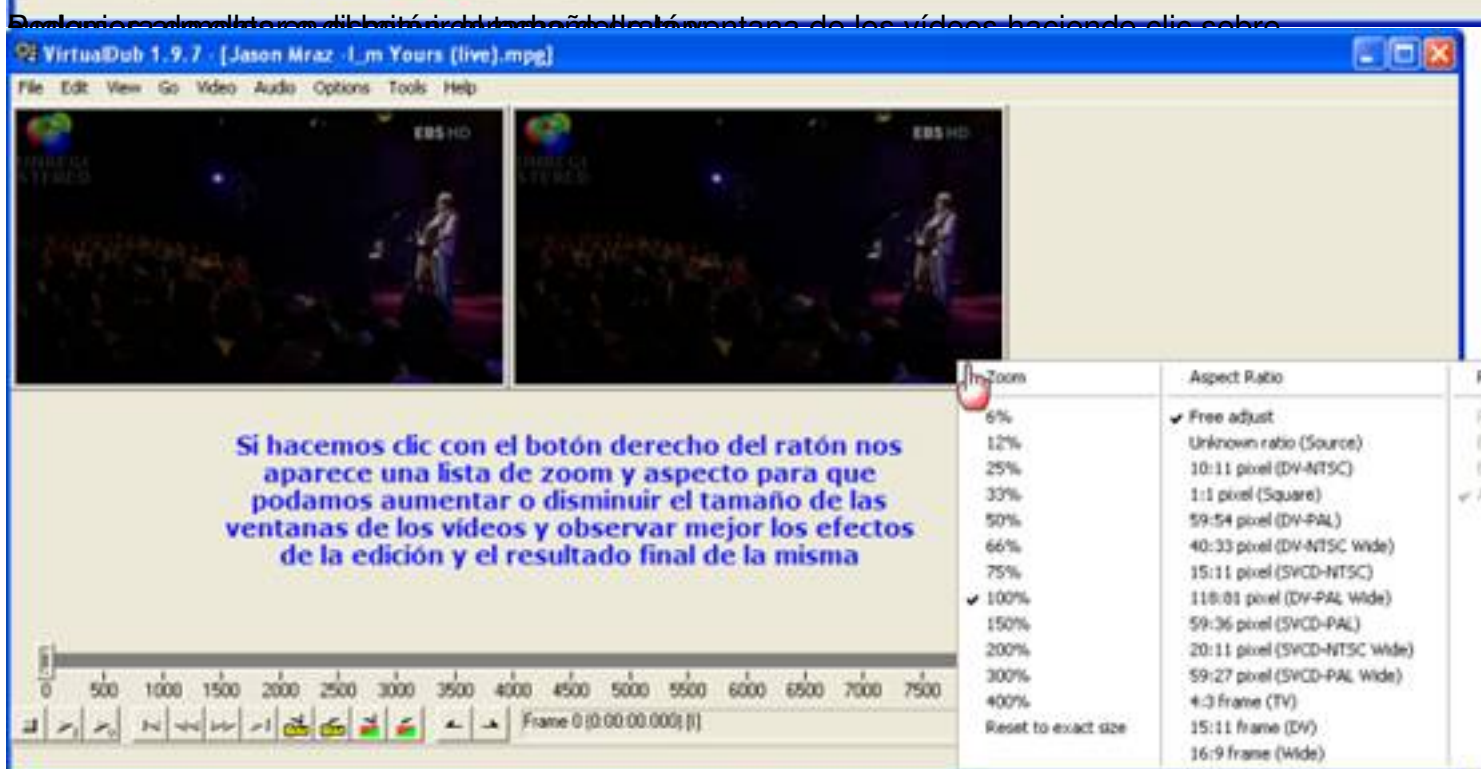 ventana de los vídeos haciendo clic sobre
VirtualDub 1.9.7 - [Jason Mraz -I_m Yours (live).mpg]
File Edit View Go Video Audio Options Tools Help
EBS HD
EBS HD
STEREO
STEREO
Si hacemos clic con el botón derecho del ratón nos
aparece una lista de zoom y aspecto para que
podamos aumentar o disminuir el tamaño de las
ventanas de los vídeos y observar mejor los efectos
de la edición y el resultado final de la misma
Zoom
6%
12%
25%
33%
50%
66%
75%
100%
150%
200%
300%
400%
Reset to exact size
Aspect Ratio
Free adjust
Unknown ratio (Source)
10:11 pixel (DV-NTSC)
1:1 pixel (Square)
59:54 pixel (DV-PAL)
40:33 pixel (DV-NTSC Wide)
15:11 pixel (SVCD-NTSC)
118:81 pixel (DV-PAL Wide)
59:36 pixel (SVCD-PAL)
20:11 pixel (SVCD-NTSC Wide)
59:27 pixel (SVCD-PAL Wide)
4:3 frame (TV)
15:11 frame (DV)
16:9 frame (Wide)
0 500 1000 1500 2000 2500 3000 3500 4000 4500 5000 5500 6000 6500 7000 7500
Frame 0 (0:00:00.000) [I]